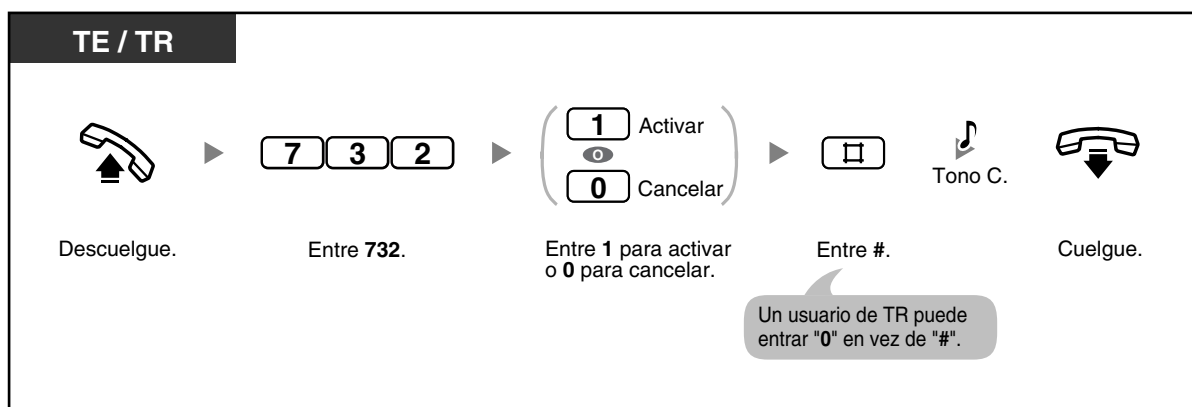 TE / TR
7 3 2
1 Activar
o
0 Cancelar
#
Tono C.
Descuelgue.
Entre 732.
Entre 1 para activar
o 0 para cancelar.
Entre #.
Cuelgue.
Un usuario de TR puede
entrar "0" en vez de "#".